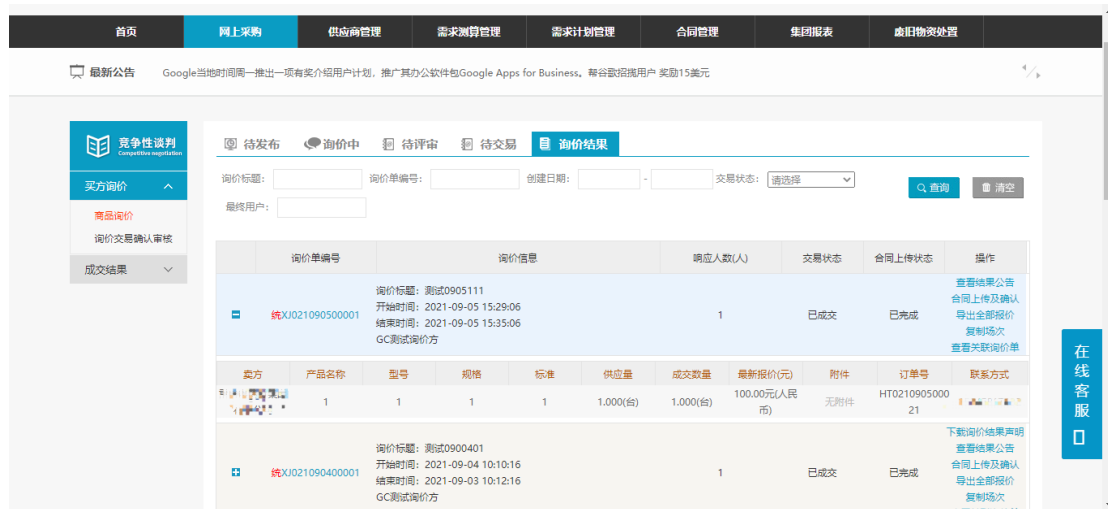 首页 网上采购 供应商管理 需求测算管理 需求计划管理 合同管理 集团报表 废旧物资处置
最新公告 Google当地时间周一推出一项有奖介绍用户计划，推广其办公软件包Google Apps for Business。帮谷歌招揽用户 奖励15美元
竞争性谈判
Competitive negotiation
买方询价
商品询价
询价交易确认审核
成交结果
待发布 询价中 待评审 待交易 询价结果
询价标题： 询价单编号： 创建日期： - 交易状态： 请选择 查询 清空
最终用户：
询价单编号 询价信息 响应人数(人) 交易状态 合同上传状态 操作
统XJ021090500001
询价标题：测试0905111
开始时间：2021-09-05 15:29:06
结束时间：2021-09-05 15:35:06
GC测试询价方
1 已成交 已完成
查看结果公告
合同上传及确认
导出全部报价
复制场次
查看关联询价单
卖方 产品名称 型号 规格 标准 供应量 成交数量 最新报价(元) 附件 订单号 联系方式
1 1 1 1 1.000(台) 1.000(台) 100.00元(人民币) 无附件 HT021090500021
统XJ021090400001
询价标题：测试0900401
开始时间：2021-09-04 10:10:16
结束时间：2021-09-03 10:12:16
GC测试询价方
1 已成交 已完成
下载询价结果声明
查看结果公告
合同上传及确认
导出全部报价
复制场次
在线客服